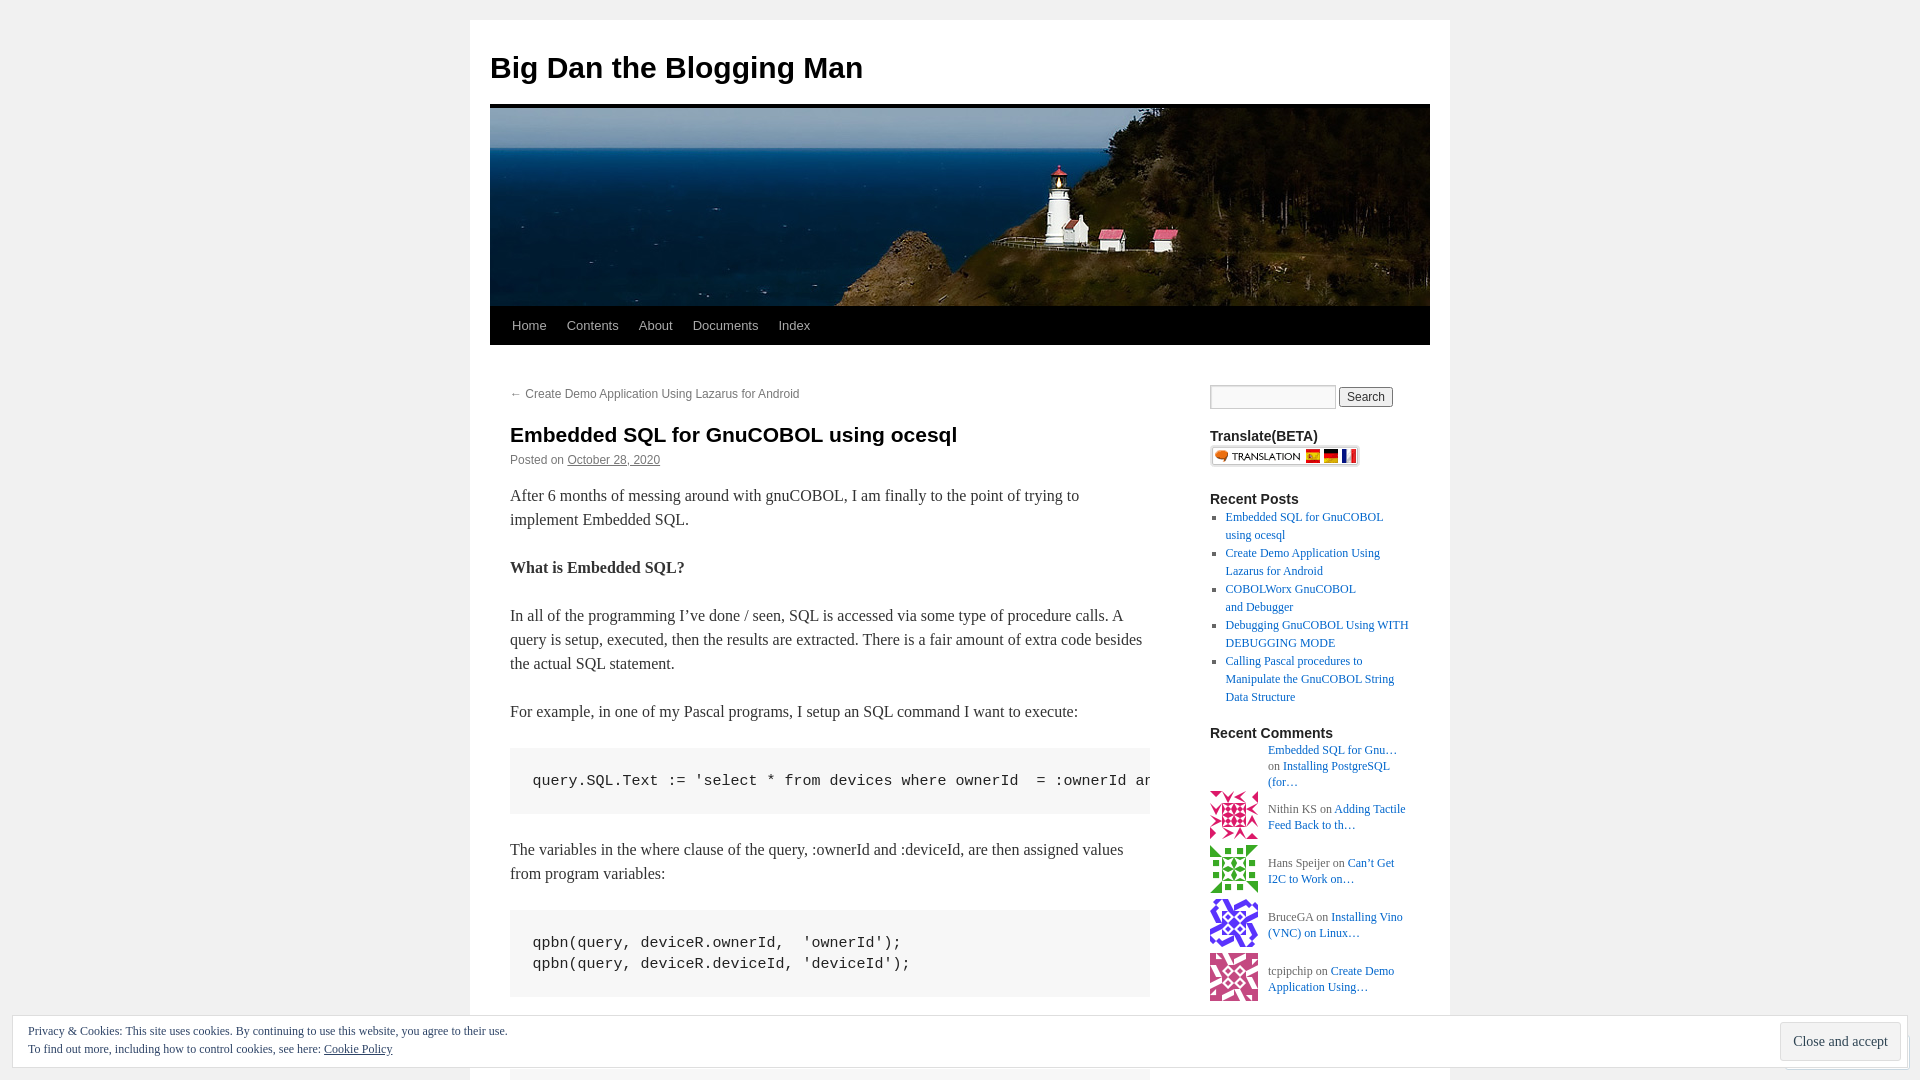 Big Dan the Blogging Man
Home Contents About Documents Index
← Create Demo Application Using Lazarus for Android
Embedded SQL for GnuCOBOL using ocesql
Posted on October 28, 2020
After 6 months of messing around with gnuCOBOL, I am finally to the point of trying to
implement Embedded SQL.
What is Embedded SQL?
In all of the programming I’ve done / seen, SQL is accessed via some type of procedure calls. A
query is setup, executed, then the results are extracted. There is a fair amount of extra code besides
the actual SQL statement.
For example, in one of my Pascal programs, I setup an SQL command I want to execute:
query.SQL.Text := 'select * from devices where ownerId  = :ownerId an
The variables in the where clause of the query, :ownerId and :deviceId, are then assigned values
from program variables:
qpbn(query, deviceR.ownerId,  'ownerId');
qpbn(query, deviceR.deviceId, 'deviceId');
Search
Translate(BETA)
TRANSLATION
Recent Posts
Embedded SQL for GnuCOBOL
using ocesql
Create Demo Application Using
Lazarus for Android
COBOLWorx GnuCOBOL
and Debugger
Debugging GnuCOBOL Using WITH
DEBUGGING MODE
Calling Pascal procedures to
Manipulate the GnuCOBOL String
Data Structure
Recent Comments
Embedded SQL for Gnu…
on Installing PostgreSQL
(for…
Nithin KS on Adding Tactile
Feed Back to th…
Hans Speijer on Can’t Get
I2C to Work on…
BruceGA on Installing Vino
(VNC) on Linux…
tcpipchip on Create Demo
Application Using…
Privacy & Cookies: This site uses cookies. By continuing to use this website, you agree to their use.
To find out more, including how to control cookies, see here: Cookie Policy
Close and accept